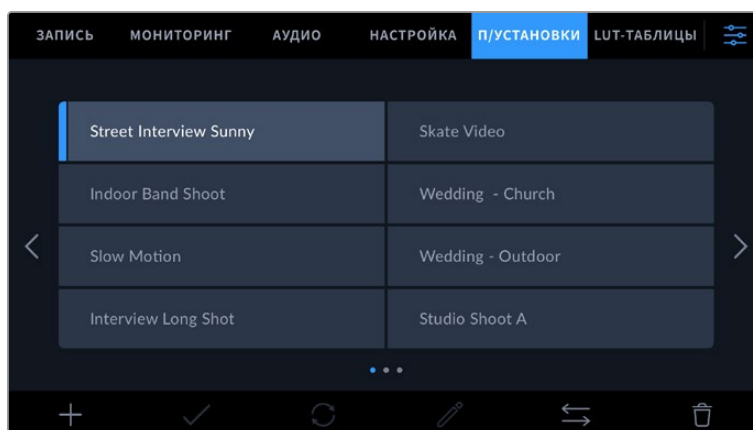 ЗАПИСЬ МОНИТОРИНГ АУДИО НАСТРОЙКА П/УСТАНОВКИ LUT-ТАБЛИЦЫ
Street Interview Sunny Skate Video
Indoor Band Shoot Wedding - Church
Slow Motion Wedding - Outdoor
Interview Long Shot Studio Shoot A